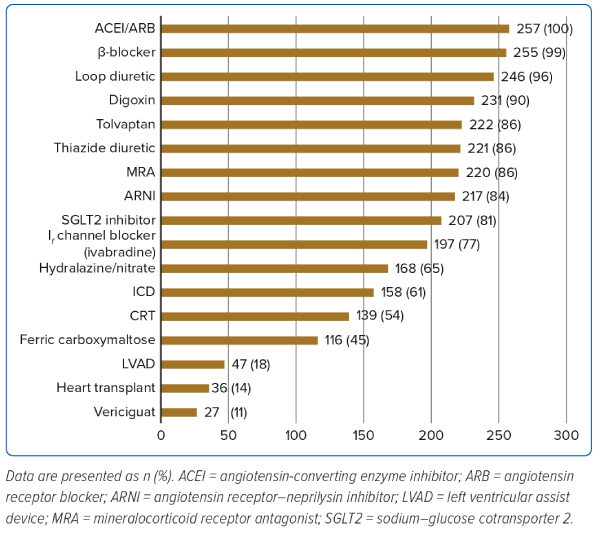 ACEI/ARB 257 (100)
β-blocker 255 (99)
Loop diuretic 246 (96)
Digoxin 231 (90)
Tolvaptan 222 (86)
Thiazide diuretic 221 (86)
MRA 220 (86)
ARNI 217 (84)
SGLT2 inhibitor 207 (81)
If channel blocker
(ivabradine) 197 (77)
Hydralazine/nitrate 168 (65)
ICD 158 (61)
CRT 139 (54)
Ferric carboxymaltose 116 (45)
LVAD 47 (18)
Heart transplant 36 (14)
Vericiguat 27 (11)
0 50 100 150 200 250 300
Data are presented as n (%). ACEI = angiotensin-converting enzyme inhibitor; ARB = angiotensin
receptor blocker; ARNI = angiotensin receptor–neprilysin inhibitor; LVAD = left ventricular assist
device; MRA = mineralocorticoid receptor antagonist; SGLT2 = sodium–glucose cotransporter 2.